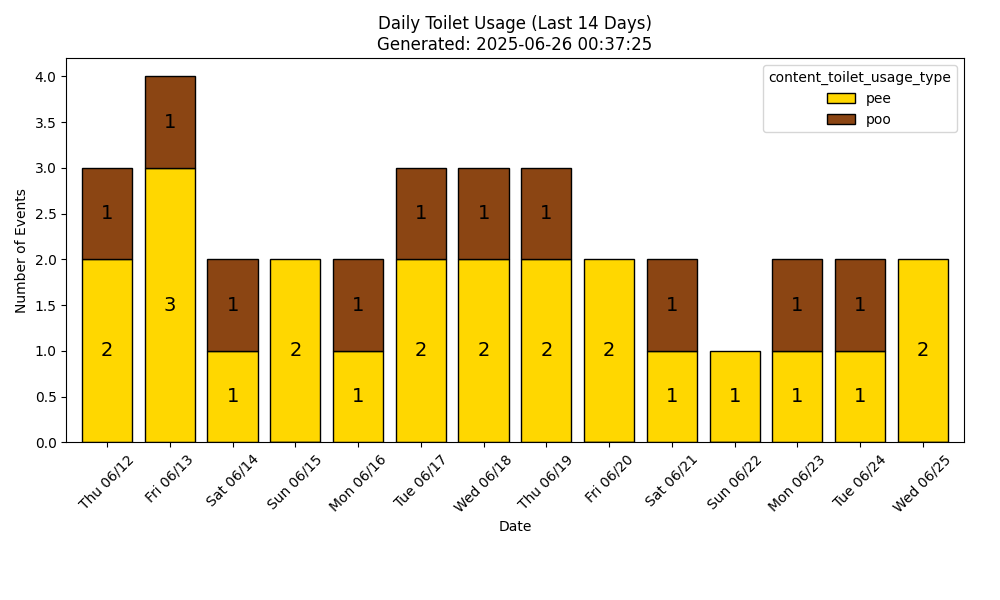 Daily Toilet Usage (Last 14 Days)
Generated: 2025-06-26 00:37:25
content_toilet_usage_type
pee
poo
Number of Events
4.0
3.5
3.0
2.5
2.0
1.5
1.0
0.5
0.0
1 1 1 1 1 1 1 1 1 1
2 3 1 2 1 2 2 2 2 1 1 1 1 2
Thu 06/12 Fri 06/13 Sat 06/14 Sun 06/15 Mon 06/16 Tue 06/17 Wed 06/18 Thu 06/19 Fri 06/20 Sat 06/21 Sun 06/22 Mon 06/23 Tue 06/24 Wed 06/25
Date